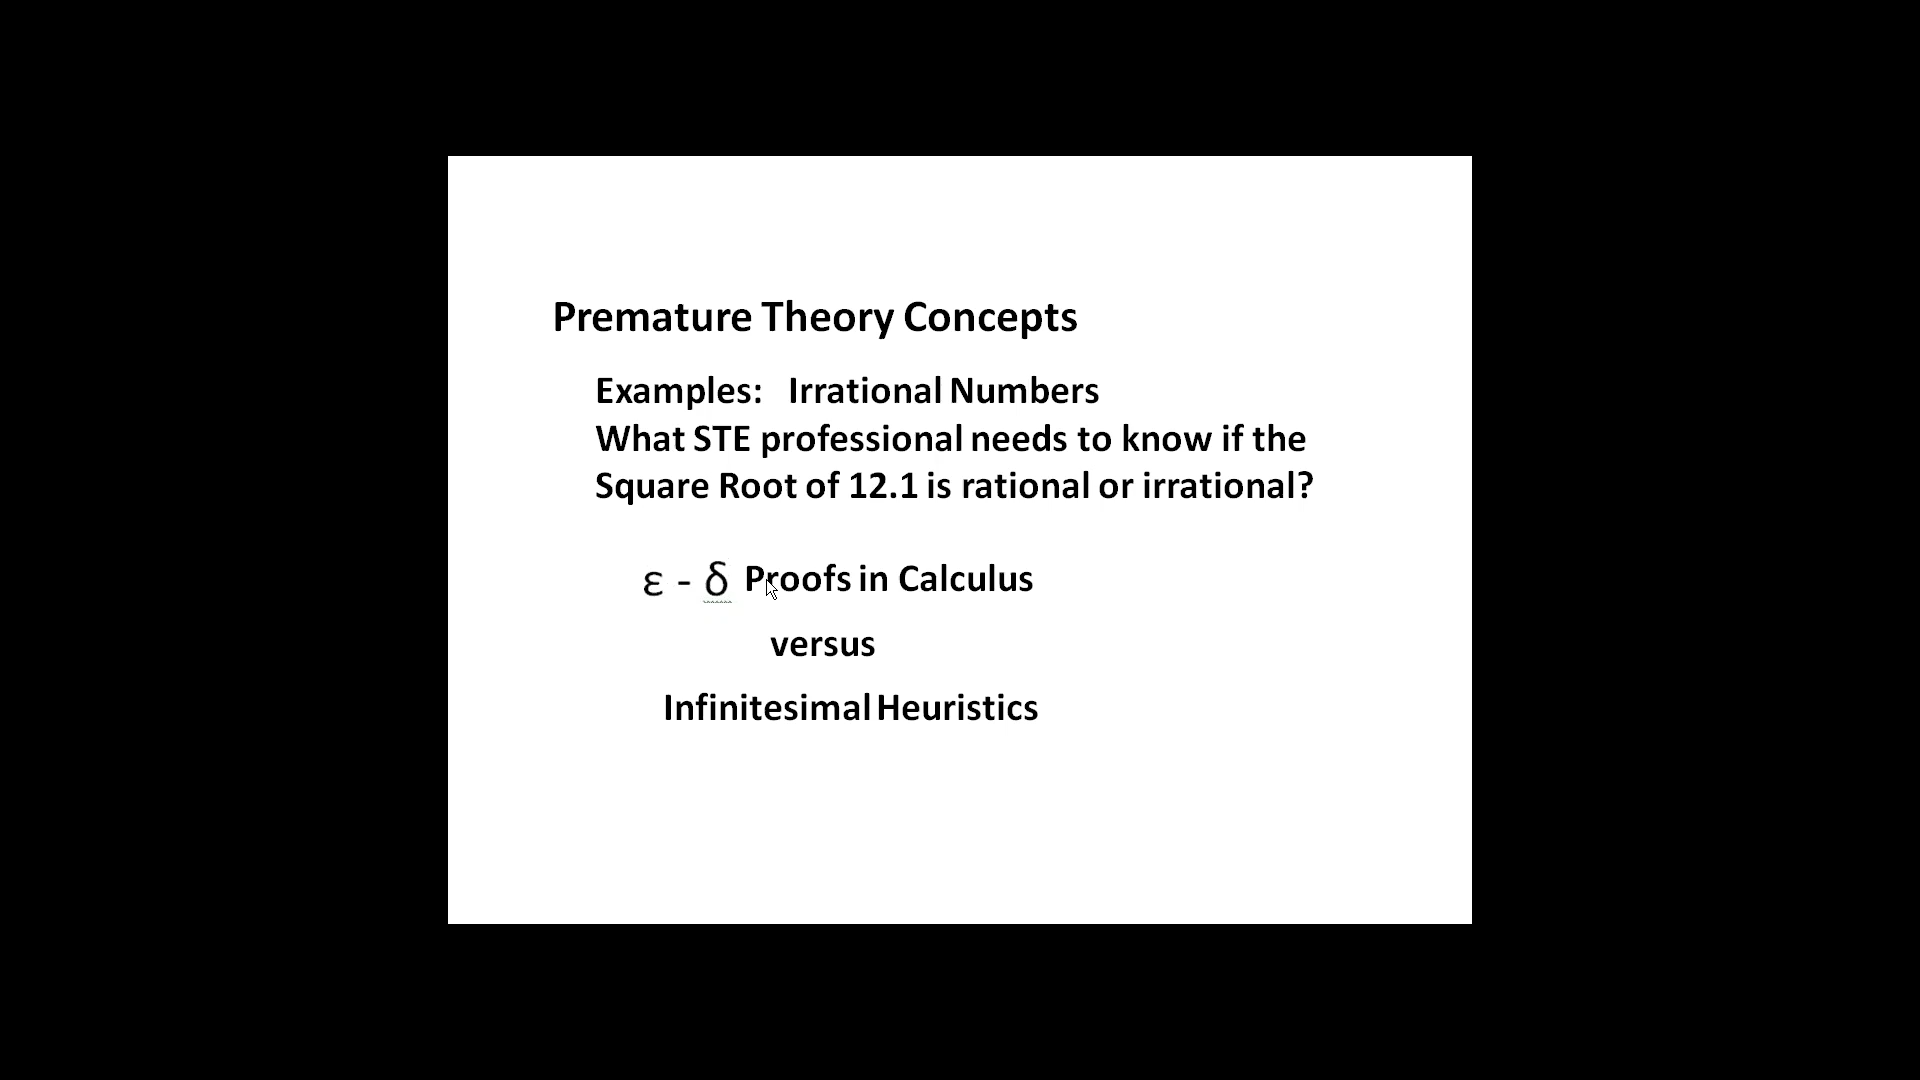 Premature Theory Concepts
Examples: Irrational Numbers
What STE professional needs to know if the
Square Root of 12.1 is rational or irrational?
ε - δ Proofs in Calculus
versus
Infinitesimal Heuristics